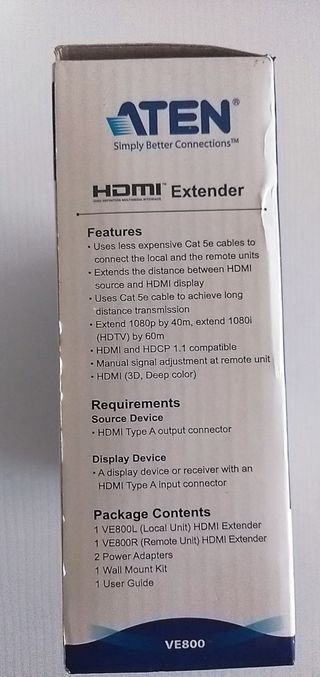 ATEN®
Simply Better Connections™
HDMI™ Extender
HIGH DEFINITION MULTIMEDIA INTERFACE
Features
• Uses less expensive Cat 5e cables to
connect the local and the remote units
• Extends the distance between HDMI
source and HDMI display
• Uses Cat 5e cable to achieve long
distance transmission
• Extend 1080p by 40m, extend 1080i
(HDTV) by 60m
• HDMI and HDCP 1.1 compatible
• Manual signal adjustment at remote unit
• HDMI (3D, Deep color)
Requirements
Source Device
• HDMI Type A output connector
Display Device
• A display device or receiver with an
HDMI Type A input connector
Package Contents
1 VE800L (Local Unit) HDMI Extender
1 VE800R (Remote Unit) HDMI Extender
2 Power Adapters
1 Wall Mount Kit
1 User Guide
VE800